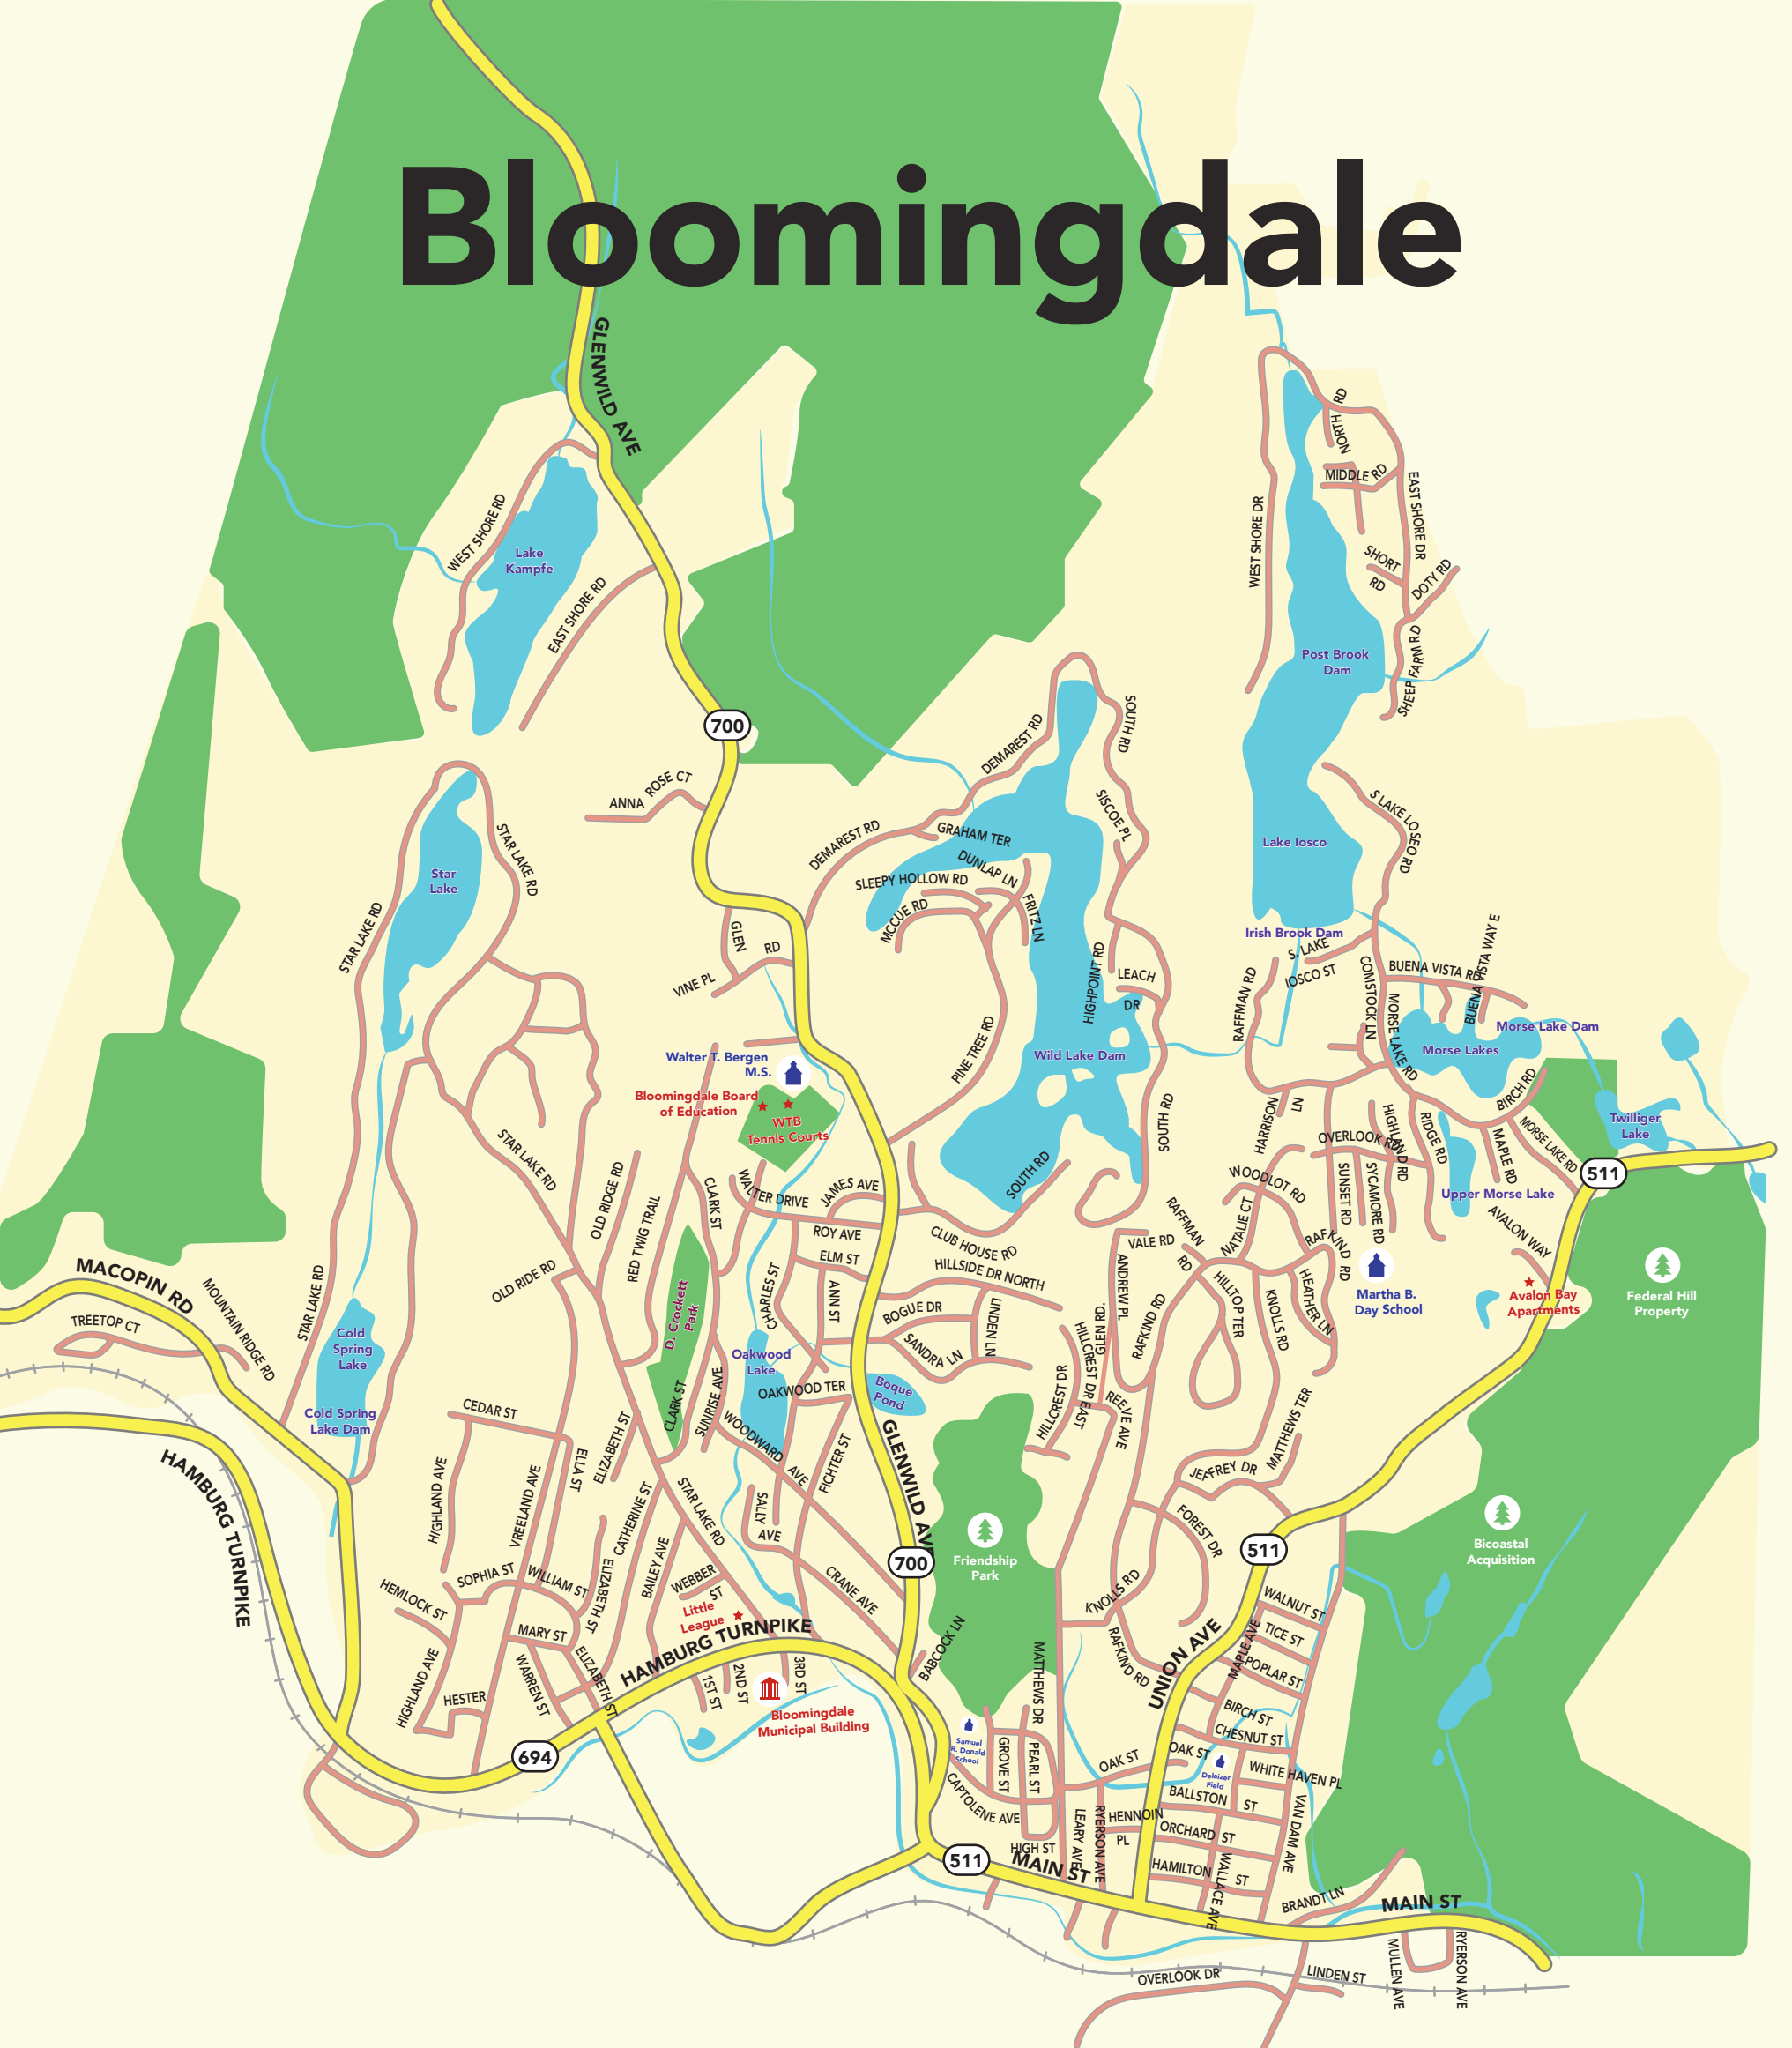 Bloomingdale
GLENWILD AVE
WEST SHORE RD
Lake
Kampfe
EAST SHORE RD
NORTH RD
MIDDLE RD
WEST SHORE DR
EAST SHORE DR
SHORT
RD
DOTY RD
Post Brook
Dam
SHEEP FARM RD
700
DEMAREST RD
SOUTH RD
ANNA ROSE CT
STAR LAKE RD
Star
Lake
DEMAREST RD
GRAHAM TER
SISCOE PL
DUNLAP LN
SLEEPY HOLLOW RD
MCCUE RD
FRITZ LN
Lake Iosco
S LAKE IOSEO RD
STAR LAKE RD
GLEN RD
VINE PL
HIGHPOINT RD
LEACH
DR
Irish Brook Dam
S. LAKE
IOSCO ST
RAFFMAN RD
COMSTOCK LN
BUENA VISTA RD
BUENA VISTA WAY E
MORSE LAKE RD
Morse Lake Dam
Morse Lakes
Walter T. Bergen
M.S.
Bloomingdale Board
of Education
WTB
Tennis Courts
PINE TREE RD
Wild Lake Dam
SOUTH RD
HARRISON
LN
BIRCH RD
Twilliger
Lake
OVERLOOK RD
HIGHLAND RD
RIDGE RD
MAPLE RD
MORSE LAKE RD
511
STAR LAKE RD
OLD RIDGE RD
RED TWIG TRAIL
CLARK ST
WALTER DRIVE
JAMES AVE
ROY AVE
ELM ST
SOUTH RD
CLUB HOUSE RD
WOODLOT RD
SUNSET RD
SYCAMORE RD
Upper Morse Lake
RAFFMAN
RD
NATALIE CT
RAFKIND RD
AVALON WAY
VALE RD
Martha B.
Day School
Avalon Bay
Apartments
Federal Hill
Property
MACOPIN RD
TREETOP CT
MOUNTAIN RIDGE RD
STAR LAKE RD
OLD RIDE RD
D. Crockett
Park
CHARLES ST
ANN ST
HILLSIDE DR NORTH
BOGUE DR
LINDEN LN
SANDRA LN
ANDREW PL
GLEN RD.
HILLCREST DR EAST
HILLCREST DR
RAFKIND RD
HILLTOP TER
KNOLLS RD
HEATHER LN
Cold
Spring
Lake
Cold Spring
Lake Dam
Oakwood
Lake
OAKWOOD TER
Boque
Pond
CEDAR ST
CLARK ST
SUNRISE AVE
WOODWARD AVE
REEVE AVE
MATTHEWS TER
HAMBURG TURNPIKE
HIGHLAND AVE
VREELAND AVE
ELLA ST
ELIZABETH ST
FICHTER ST
GLENWILD AVE
JEFFREY DR
CATHERINE ST
STAR LAKE RD
SALLY
AVE
FOREST DR
511
Bicoastal
Acquisition
Friendship
Park
700
HEMLOCK ST
SOPHIA ST
WILLIAM ST
ELIZABETH ST
BAILEY AVE
WEBBER
ST
CRANE AVE
KNOLLS RD
WALNUT ST
Little
League
HAMBURG TURNPIKE
BABCOCK LN
MARY ST
TICE ST
MAPLE AVE
POPLAR ST
UNION AVE
RAFKIND RD
MATTHEWS DR
HIGHLAND AVE
HESTER
WARREN ST
ELIZABETH ST
1ST ST
2ND ST
3RD ST
Bloomingdale
Municipal Building
694
BIRCH ST
CHESNUT ST
Samuel
R. Donald
School
GROVE ST
PEARL ST
OAK ST
OAK ST
Delaizer
Field
WHITE HAVEN PL
CAPTOLENE AVE
BALLSTON ST
HIGH ST
LEARY AVE
RYERSON AVE
HENNOIN
PL
ORCHARD ST
VAN DAM AVE
511
MAIN ST
HAMILTON ST
WALLACE AVE
BRANDT LN
MAIN ST
OVERLOOK DR
LINDEN ST
MULLEN AVE
RYERSON AVE